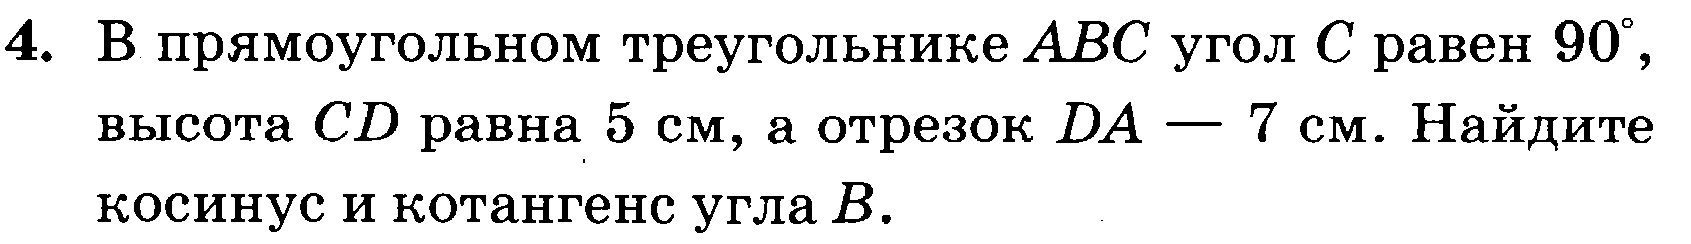 4. В прямоугольном треугольнике ABC угол C равен 90°,
высота CD равна 5 см, а отрезок DA — 7 см. Найдите
косинус и котангенс угла B.